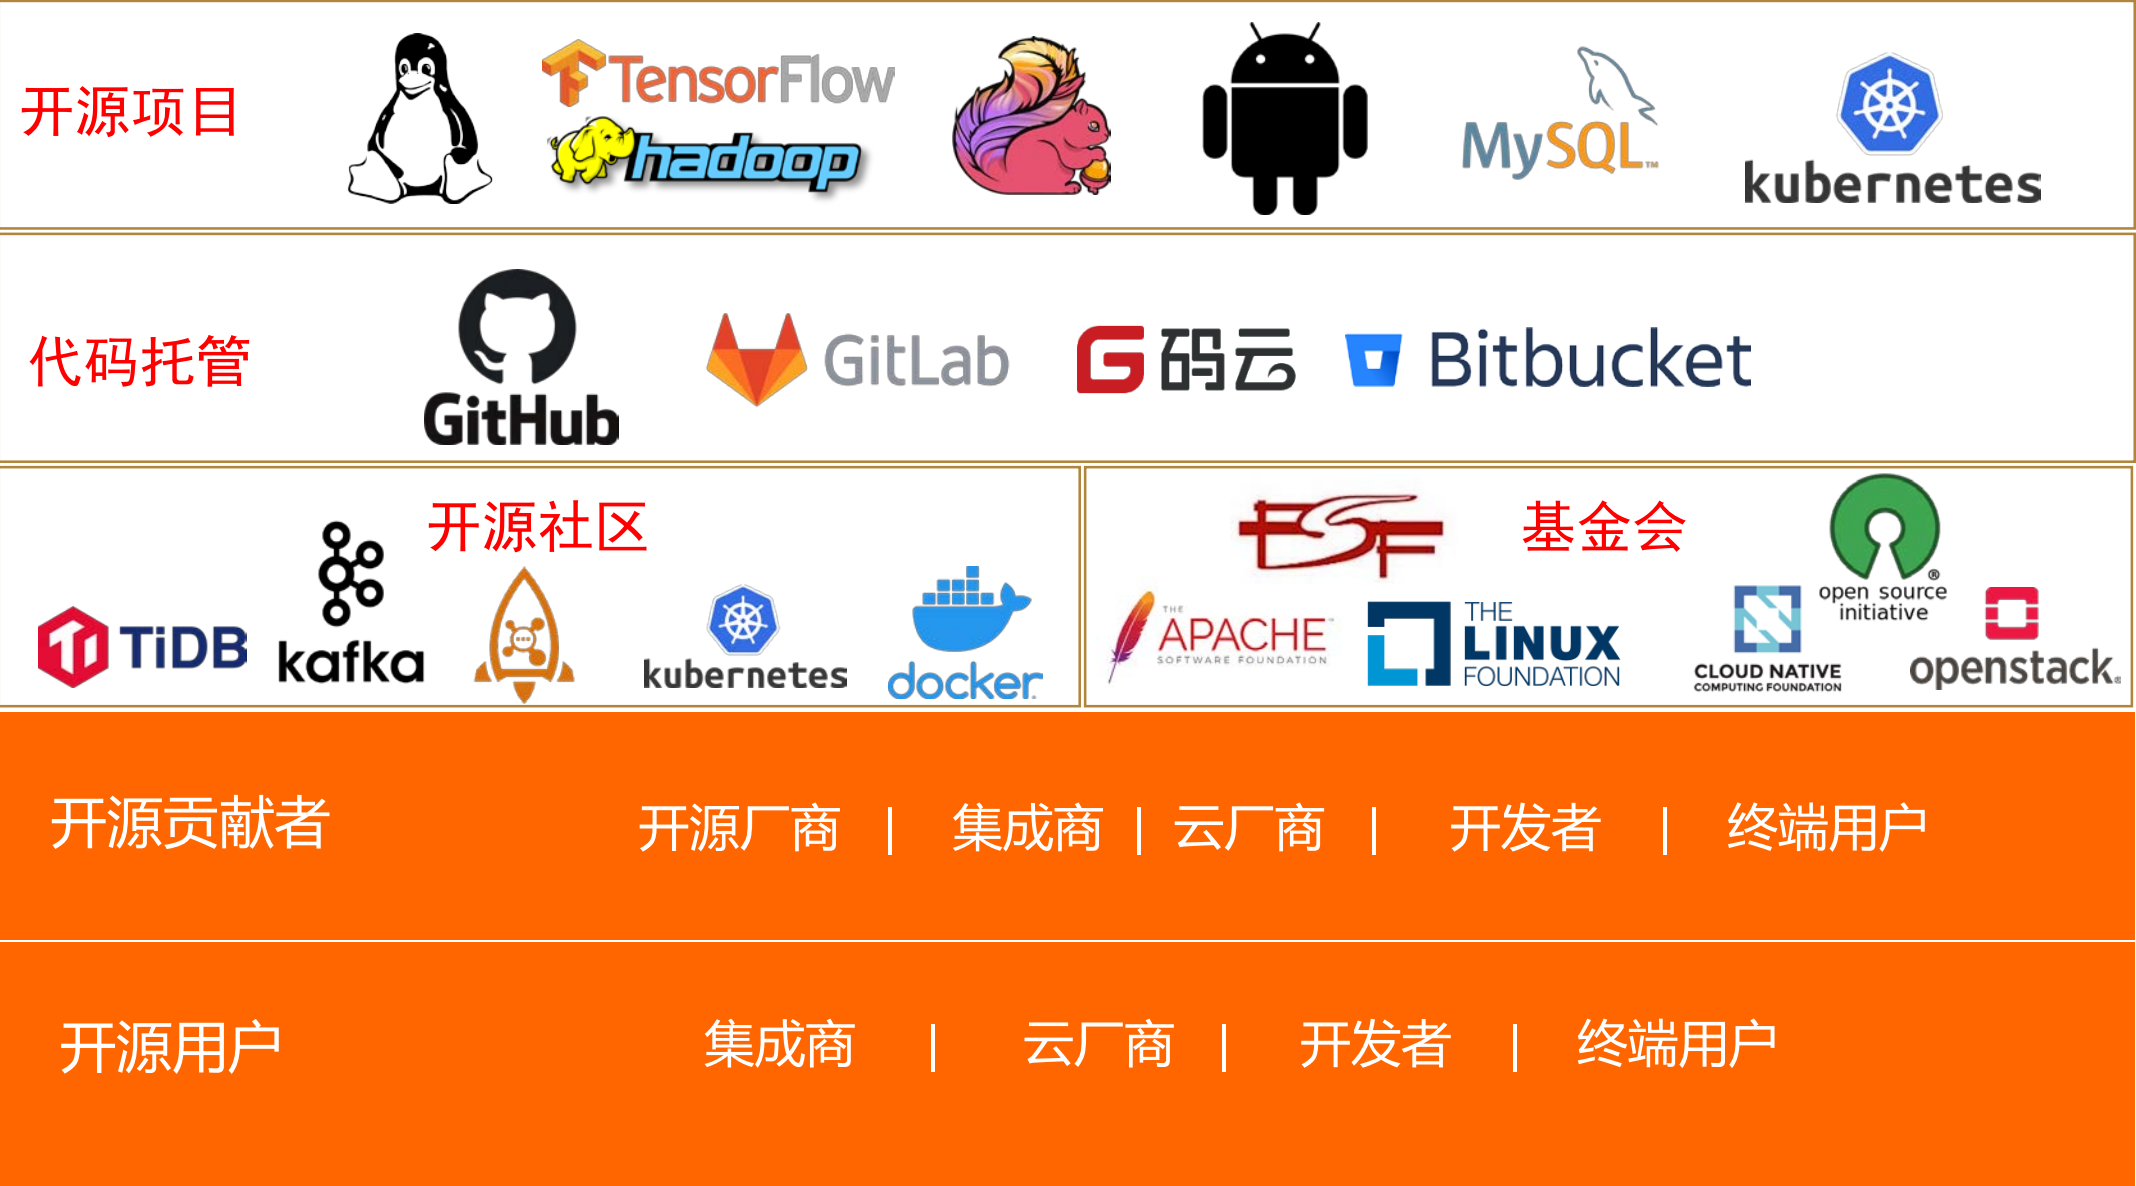 开源项目
TensorFlow
hadoop
MySQL™
kubernetes
代码托管
GitHub
GitLab
G 码云
Bitbucket
开源社区
TiDB
kafka
kubernetes
docker
基金会
FSF
THE
APACHE™
SOFTWARE FOUNDATION
THE
LINUX
FOUNDATION
CLOUD NATIVE
COMPUTING FOUNDATION
®
open source
initiative
openstack®
开源贡献者
开源厂商 | 集成商 | 云厂商 | 开发者 | 终端用户
开源用户
集成商 | 云厂商 | 开发者 | 终端用户